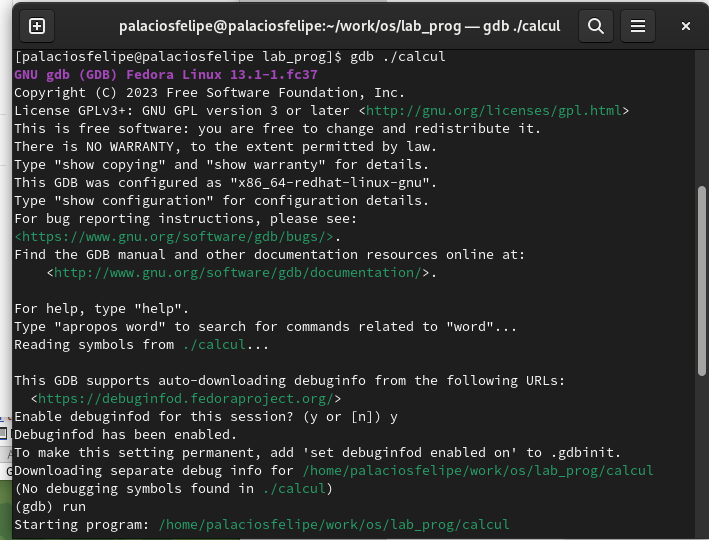 palaciosfelipe@palaciosfelipe:~/work/os/lab_prog — gdb ./calcul
[palaciosfelipe@palaciosfelipe lab_prog]$ gdb ./calcul
GNU gdb (GDB) Fedora Linux 13.1-1.fc37
Copyright (C) 2023 Free Software Foundation, Inc.
License GPLv3+: GNU GPL version 3 or later <http://gnu.org/licenses/gpl.html>
This is free software: you are free to change and redistribute it.
There is NO WARRANTY, to the extent permitted by law.
Type "show copying" and "show warranty" for details.
This GDB was configured as "x86_64-redhat-linux-gnu".
Type "show configuration" for configuration details.
For bug reporting instructions, please see:
<https://www.gnu.org/software/gdb/bugs/>.
Find the GDB manual and other documentation resources online at:
    <http://www.gnu.org/software/gdb/documentation/>.

For help, type "help".
Type "apropos word" to search for commands related to "word"...
Reading symbols from ./calcul...

This GDB supports auto-downloading debuginfo from the following URLs:
  <https://debuginfod.fedoraproject.org/>
Enable debuginfod for this session? (y or [n]) y
Debuginfod has been enabled.
To make this setting permanent, add 'set debuginfod enabled on' to .gdbinit.
Downloading separate debug info for /home/palaciosfelipe/work/os/lab_prog/calcul
(No debugging symbols found in ./calcul)
(gdb) run
Starting program: /home/palaciosfelipe/work/os/lab_prog/calcul